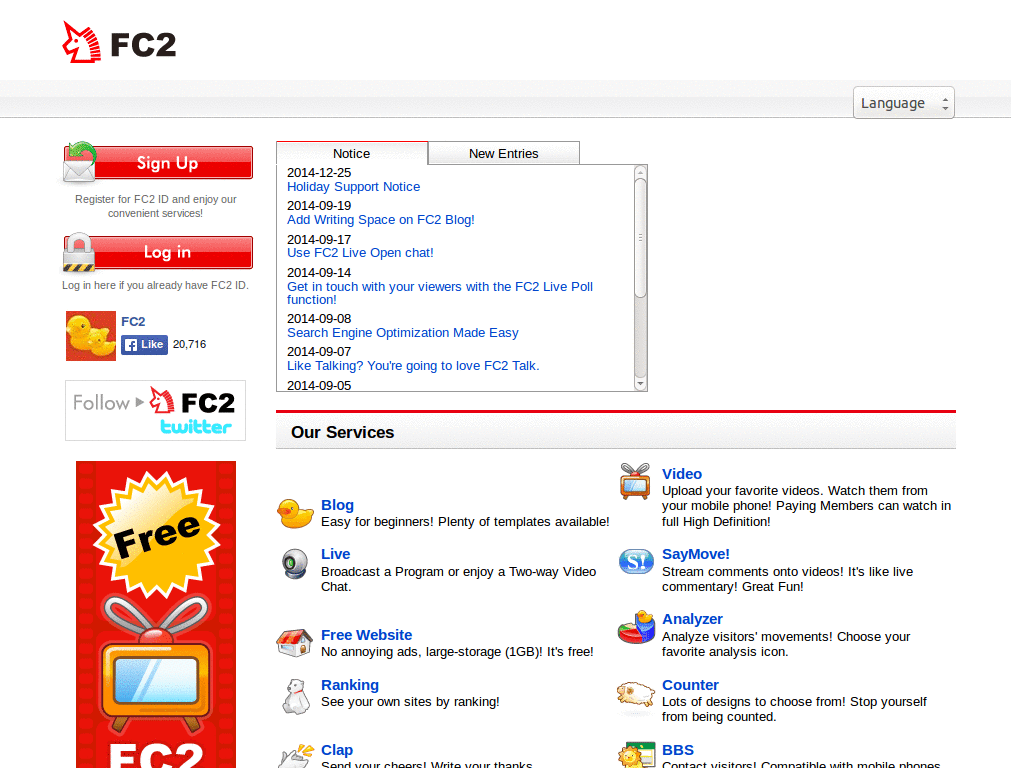 FC2
Language
Sign Up
Register for FC2 ID and enjoy our
convenient services!
Log in
Log in here if you already have FC2 ID.
FC2
Like 20,716
Follow FC2
twitter
Free
FC2
Notice New Entries
2014-12-25
Holiday Support Notice
2014-09-19
Add Writing Space on FC2 Blog!
2014-09-17
Use FC2 Live Open chat!
2014-09-14
Get in touch with your viewers with the FC2 Live Poll
function!
2014-09-08
Search Engine Optimization Made Easy
2014-09-07
Like Talking? You're going to love FC2 Talk.
2014-09-05
Our Services
Blog
Easy for beginners! Plenty of templates available!
Video
Upload your favorite videos. Watch them from
your mobile phone! Paying Members can watch in
full High Definition!
Live
Broadcast a Program or enjoy a Two-way Video
Chat.
S!
SayMove!
Stream comments onto videos! It's like live
commentary! Great Fun!
Free Website
No annoying ads, large-storage (1GB)! It's free!
Analyzer
Analyze visitors' movements! Choose your
favorite analysis icon.
Ranking
See your own sites by ranking!
Counter
Lots of designs to choose from! Stop yourself
from being counted.
Clap
Send your cheers! Write your thanks
BBS
Contact visitors! Compatible with mobile phones